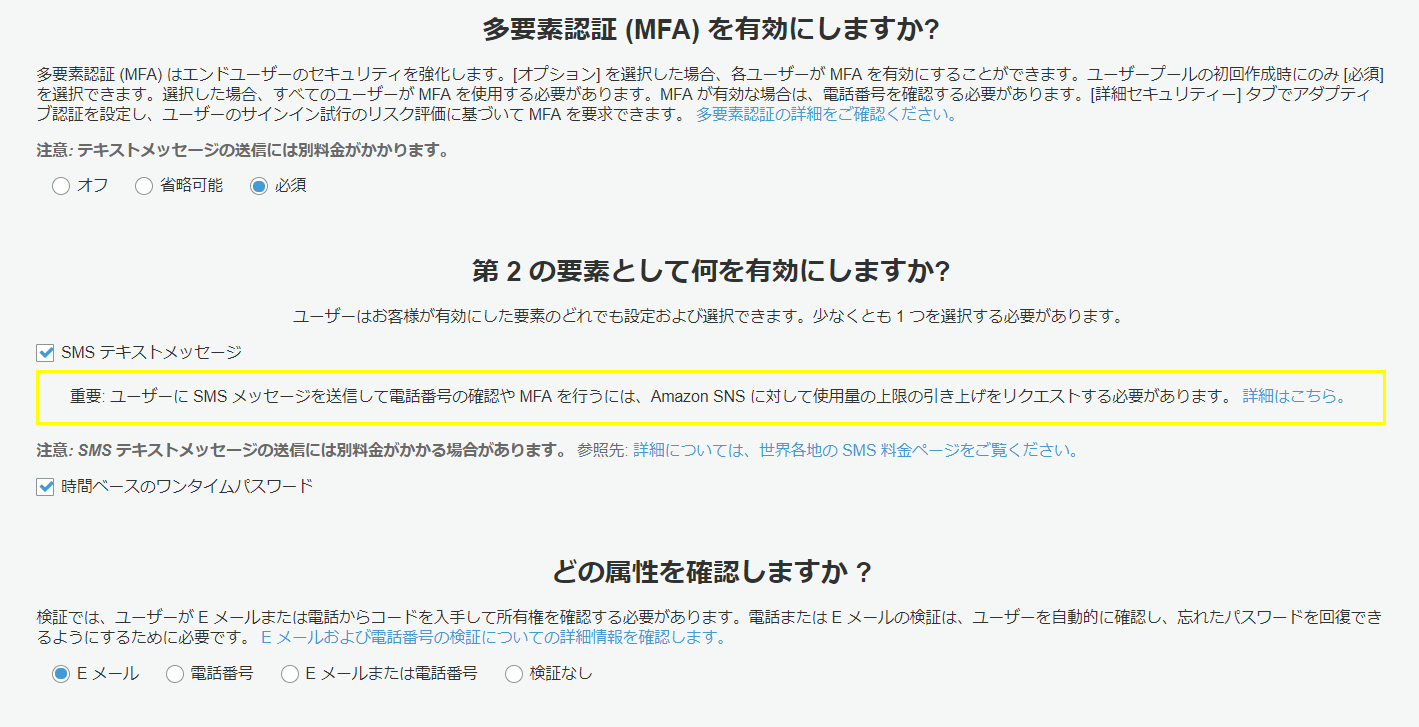 多要素認証 (MFA) を有効にしますか?
多要素認証 (MFA) はエンドユーザーのセキュリティを強化します。[オプション] を選択した場合、各ユーザーが MFA を有効にすることができます。ユーザープールの初回作成時にのみ [必須]
を選択できます。選択した場合、すべてのユーザーが MFA を使用する必要があります。MFA が有効な場合は、電話番号を確認する必要があります。[詳細セキュリティー] タブでアダプティ
ブ認証を設定し、ユーザーのサインイン試行のリスク評価に基づいて MFA を要求できます。 多要素認証の詳細をご確認ください。
注意: テキストメッセージの送信には別料金がかかります。
オフ 省略可能 必須
第 2 の要素として何を有効にしますか?
ユーザーはお客様が有効にした要素のどれでも設定および選択できます。少なくとも 1 つを選択する必要があります。
SMS テキストメッセージ
重要: ユーザーに SMS メッセージを送信して電話番号の確認や MFA を行うには、Amazon SNS に対して使用量の上限の引き上げをリクエストする必要があります。 詳細はこちら。
注意: SMS テキストメッセージの送信には別料金がかかる場合があります。 参照先: 詳細については、世界各地の SMS 料金ページをご覧ください。
時間ベースのワンタイムパスワード
どの属性を確認しますか ?
検証では、ユーザーが E メールまたは電話からコードを入手して所有権を確認する必要があります。電話または E メールの検証は、ユーザーを自動的に確認し、忘れたパスワードを回復でき
るようにするために必要です。 E メールおよび電話番号の検証についての詳細情報を確認します。
E メール 電話番号 E メールまたは電話番号 検証なし